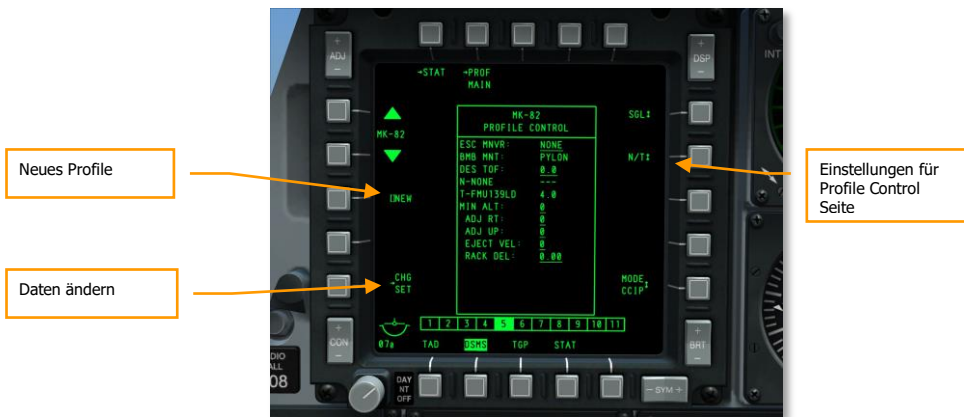 ADJ
DSP
INT
→STAT →PROF
MAIN
MK-82
PROFILE CONTROL
SGL↕
MK-82
ESC MNVR: NONE
BMB MNT: PYLON
DES TOF: 0.0
N-NONE ---
T-FMU139LD 4.0
MIN ALT: 0
ADJ RT: 0
ADJ UP: 0
EJECT VEL: 0
RACK DEL: 0.00
N/T↕
Neues Profile
Einstellungen für
Profile Control
Seite
NEW
Daten ändern
→CHG
SET
MODE↕
CCIP
1 2 3 4 5 6 7 8 9 10 11
CON
BRT
07a TAD DSMS TGP STAT
ALL
08
DAY
NT
OFF
– SYM +